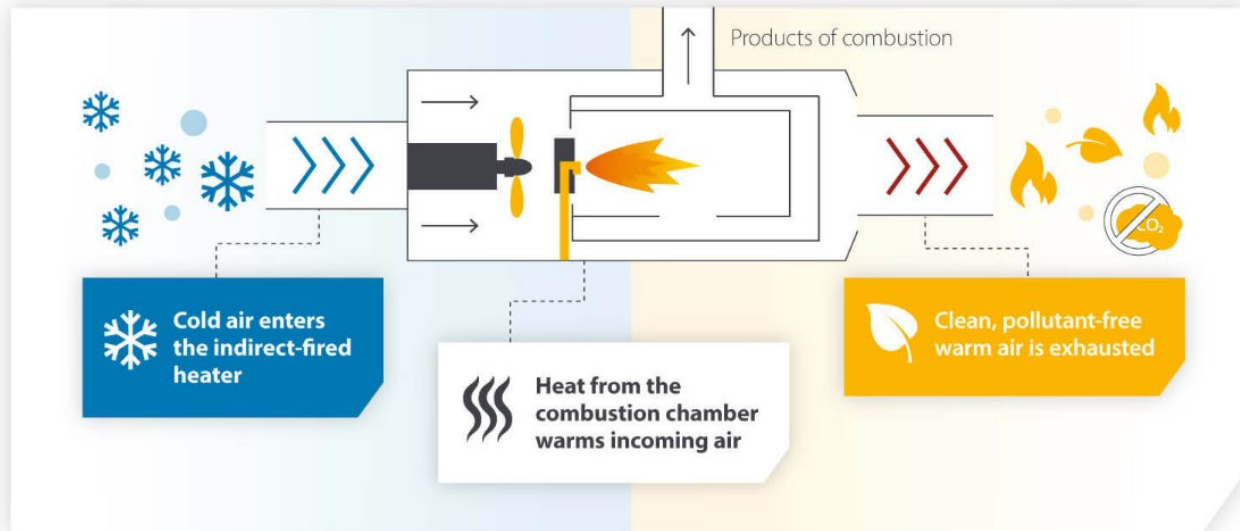 Products of combustion
Cold air enters
the indirect-fired
heater
Heat from the
combustion chamber
warms incoming air
Clean, pollutant-free
warm air is exhausted
CO₂